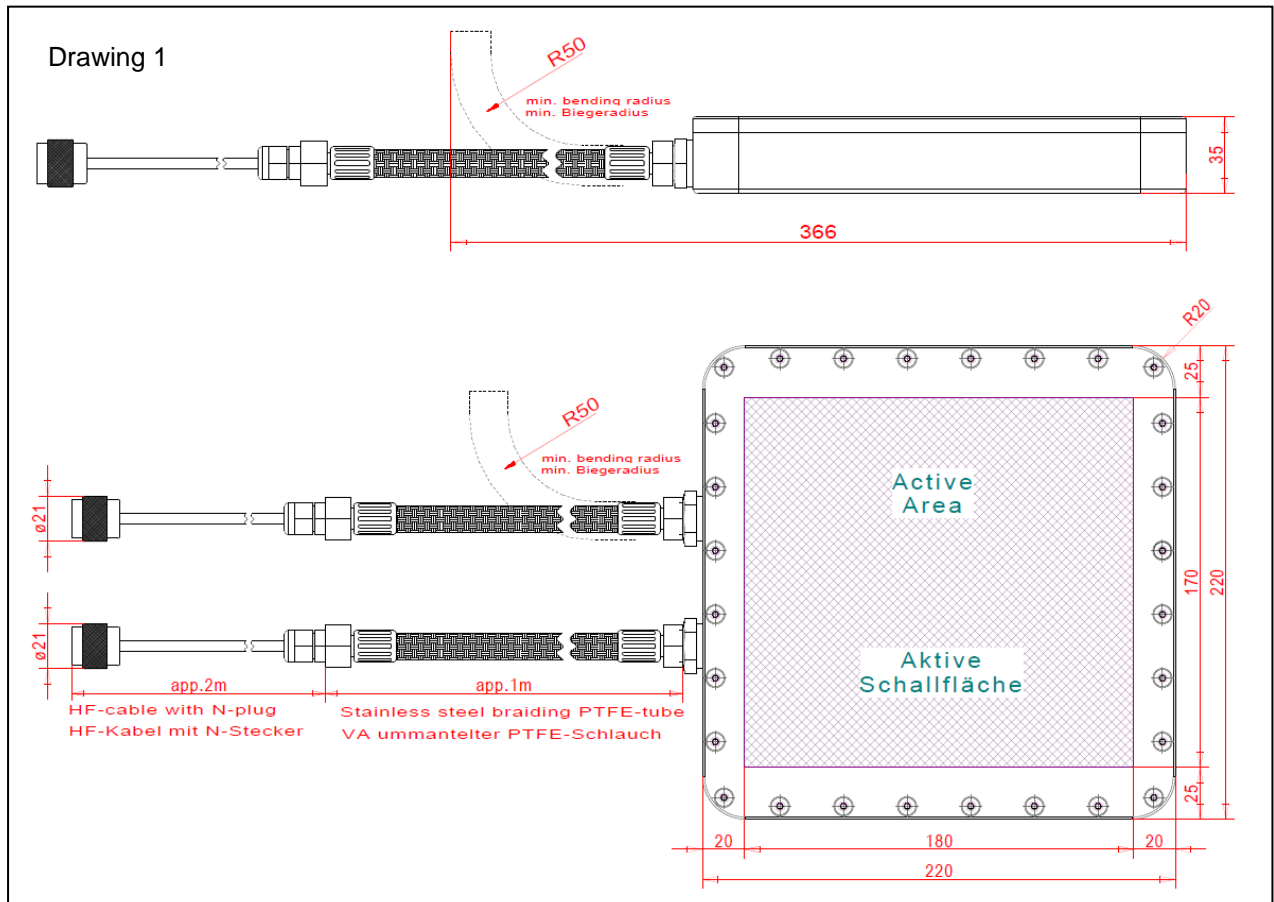 Drawing 1
R50
min. bending radius
min. Biegeradius
35
366
R20
25
R50
min. bending radius
min. Biegeradius
Active
Area
ø21
170
220
ø21
Aktive
Schallfläche
app.2m
app.1m
HF-cable with N-plug
HF-Kabel mit N-Stecker
Stainless steel braiding PTFE-tube
VA ummantelter PTFE-Schlauch
25
20
180
20
220